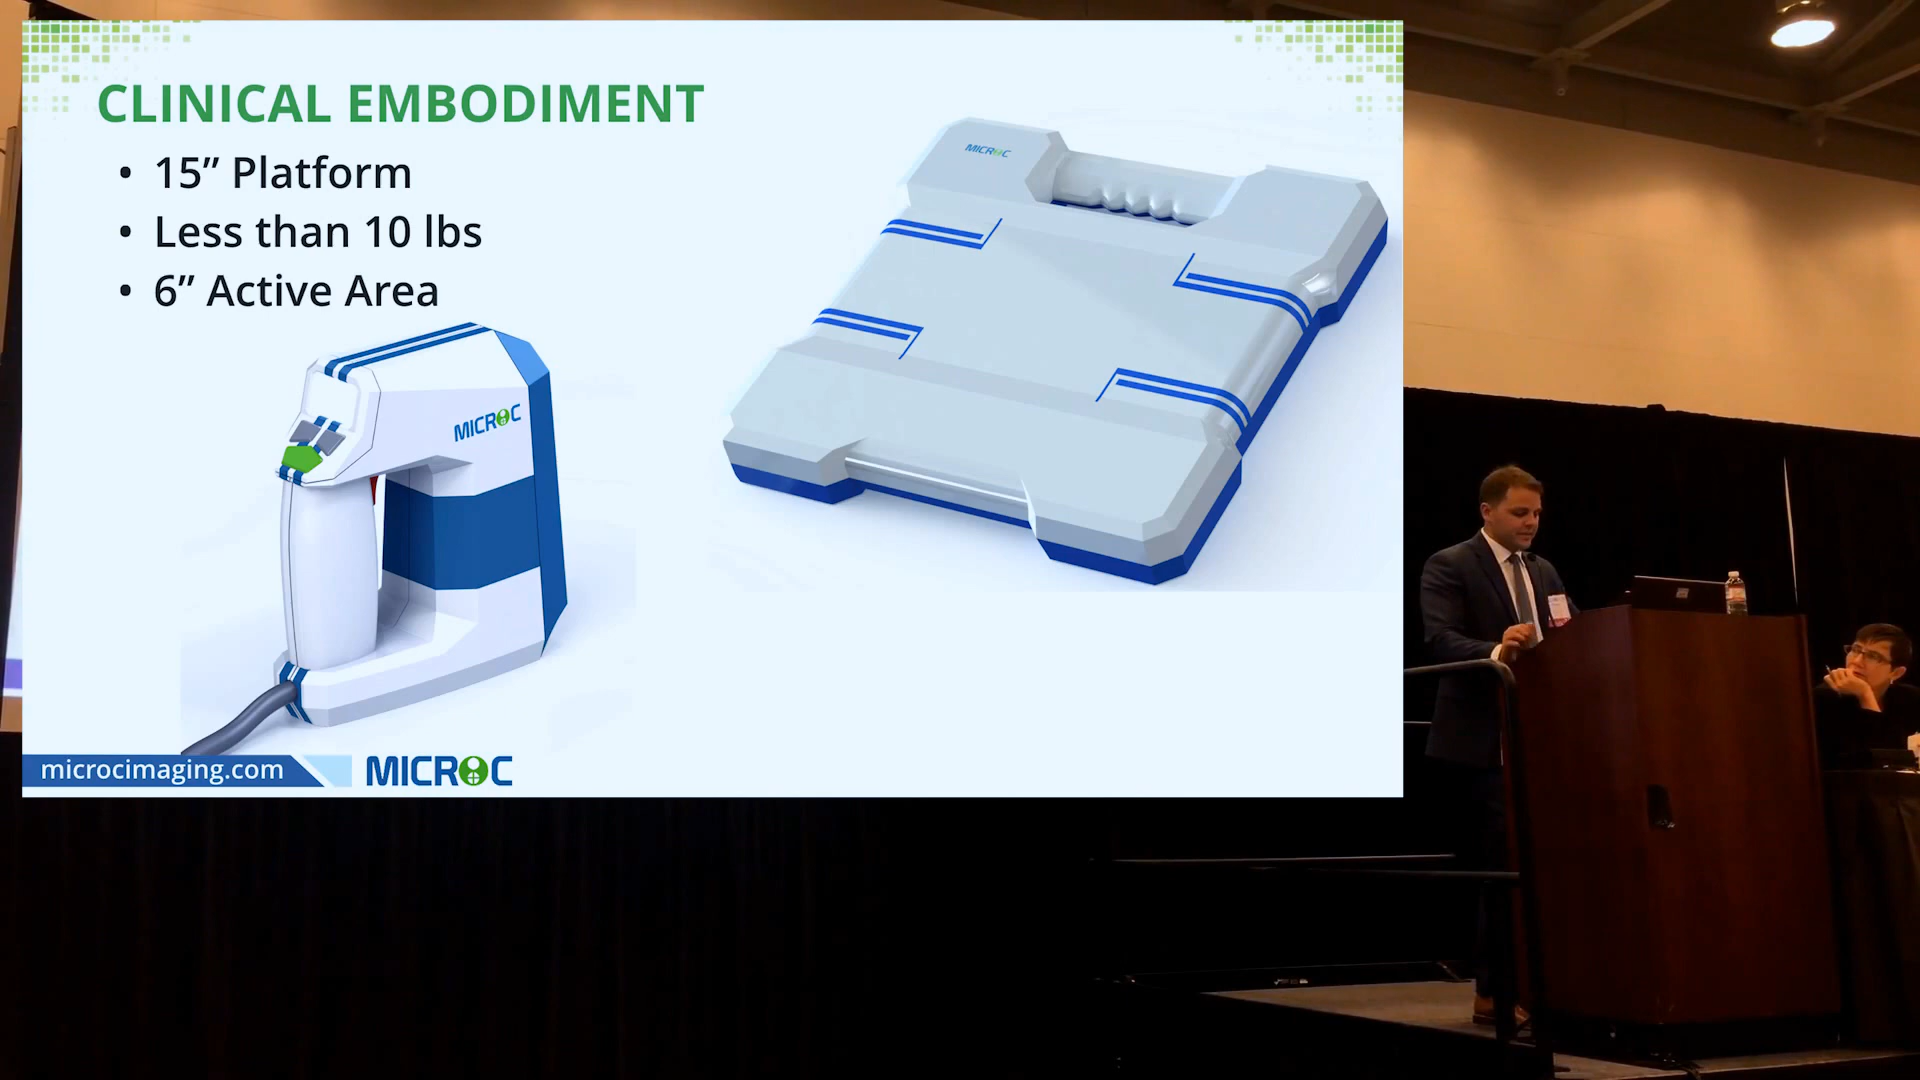 CLINICAL EMBODIMENT
• 15” Platform
• Less than 10 lbs
• 6” Active Area
MICROC
MICROC
microcimaging.com
MICROC